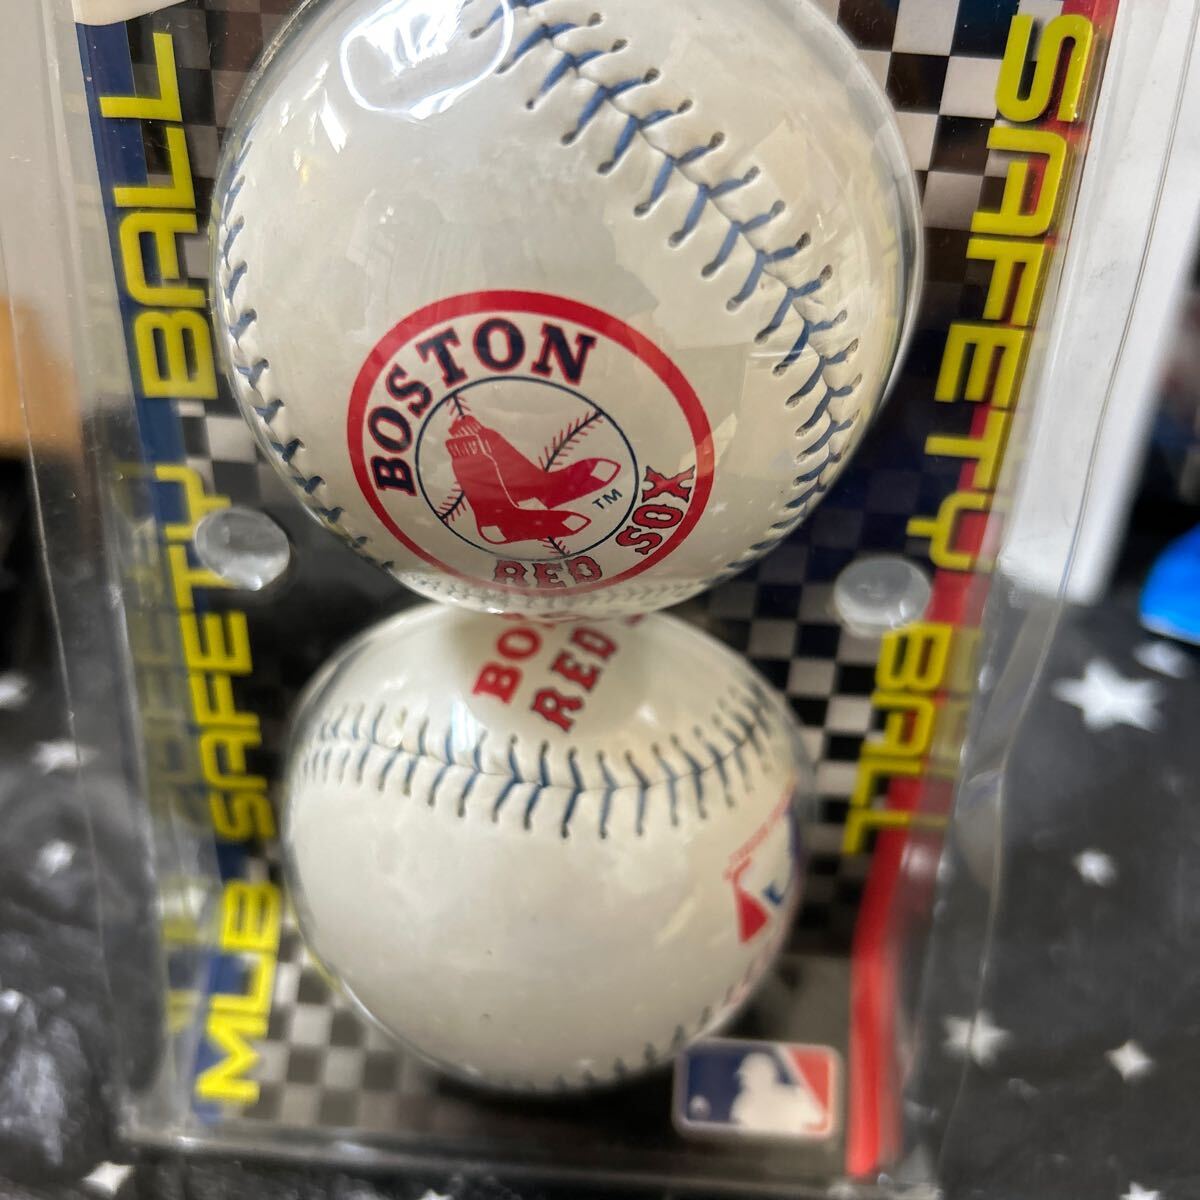 MLB SAFETY BALL
SAFETY BALL
BOSTON
RED SOX
TM
BO
RED